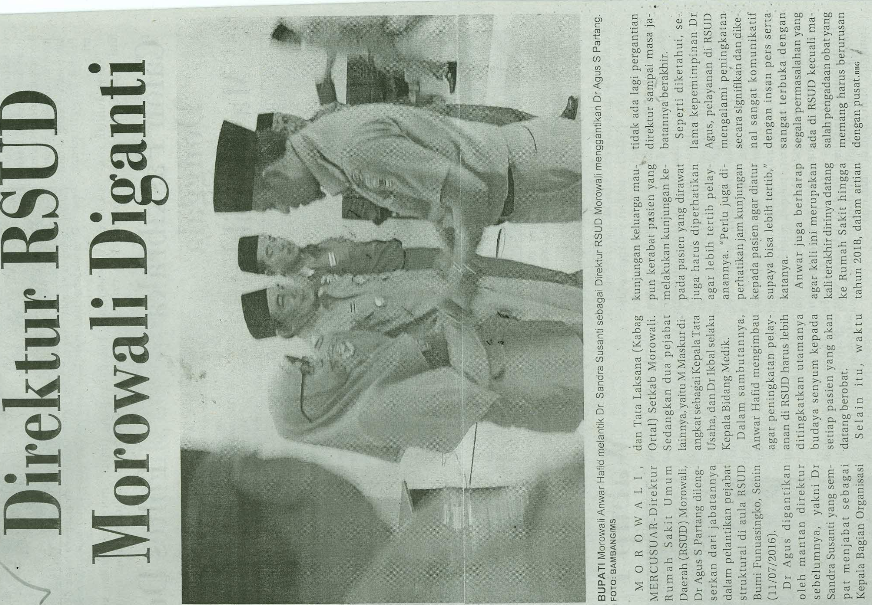 Direktur RSUD
Morowali Diganti
BUPATI Morowali Anwar Hafid melantik Dr Sandra Susanti sebagai Direktur RSUD Morowali menggantikan Dr Agus S Partang.
FOTO: BAMBANG/MS
MOROWALI,
MERCUSUAR-Direktur
Rumah Sakit Umum
Daerah (RSUD) Morowali,
Dr Agus S Partang dileng-
serkan dari jabatannya
dalam pelantikan pejabat
struktural di aula RSUD
Bumi Funuasingko, Senin
(11/07/2016).
Dr Agus digantikan
oleh mantan direktur
sebelumnya, yakni Dr
Sandra Susanti yang sem-
pat menjabat sebagai
Kepala Bagian Organisasi
dan Tata Laksana (Kabag
Ortal) Setkab Morowali.
Sedangkan dua pejabat
lainnya, yaitu M Maskur di-
angkat sebagai Kepala Tata
Usaha, dan Dr Ikbal selaku
Kepala Bidang Medik.
Dalam sambutannya,
Anwar Hafid mengimbau
agar peningkatan pelay-
anan di RSUD harus lebih
ditingkatkan utamanya
budaya senyum kepada
setiap pasien yang akan
datang berobat.
Selain itu, waktu
kunjungan keluarga mau-
pun kerabat pasien yang
melakukan kunjungan ke-
pada pasien yang dirawat
juga harus diperhatikan
agar lebih tertib pelay
anannya. "Perlu juga di-
perhatikan jam kunjungan
kepada pasien agar diatur
supaya bisa lebih tertib,"
katanya.
Anwar juga berharap
agar kali ini merupakan
kali terakhir dirinya datang
ke Rumah Sakit hingga
tahun 2018, dalam artian
tidak ada lagi pergantian
direktur sampai masa ja-
batannya berakhir.
Seperti diketahui, se-
lama kepemimpinan Dr
Agus, pelayanan di RSUD
mengalami peningkatan
secara signifikan dan dike-
nal sangat komunikatif
dengan insan pers serta
sangat terbuka dengan
segala permasalahan yang
ada di RSUD kecuali ma-
salah pengadaan obat yang
memang harus berurusan
dengan pusat.